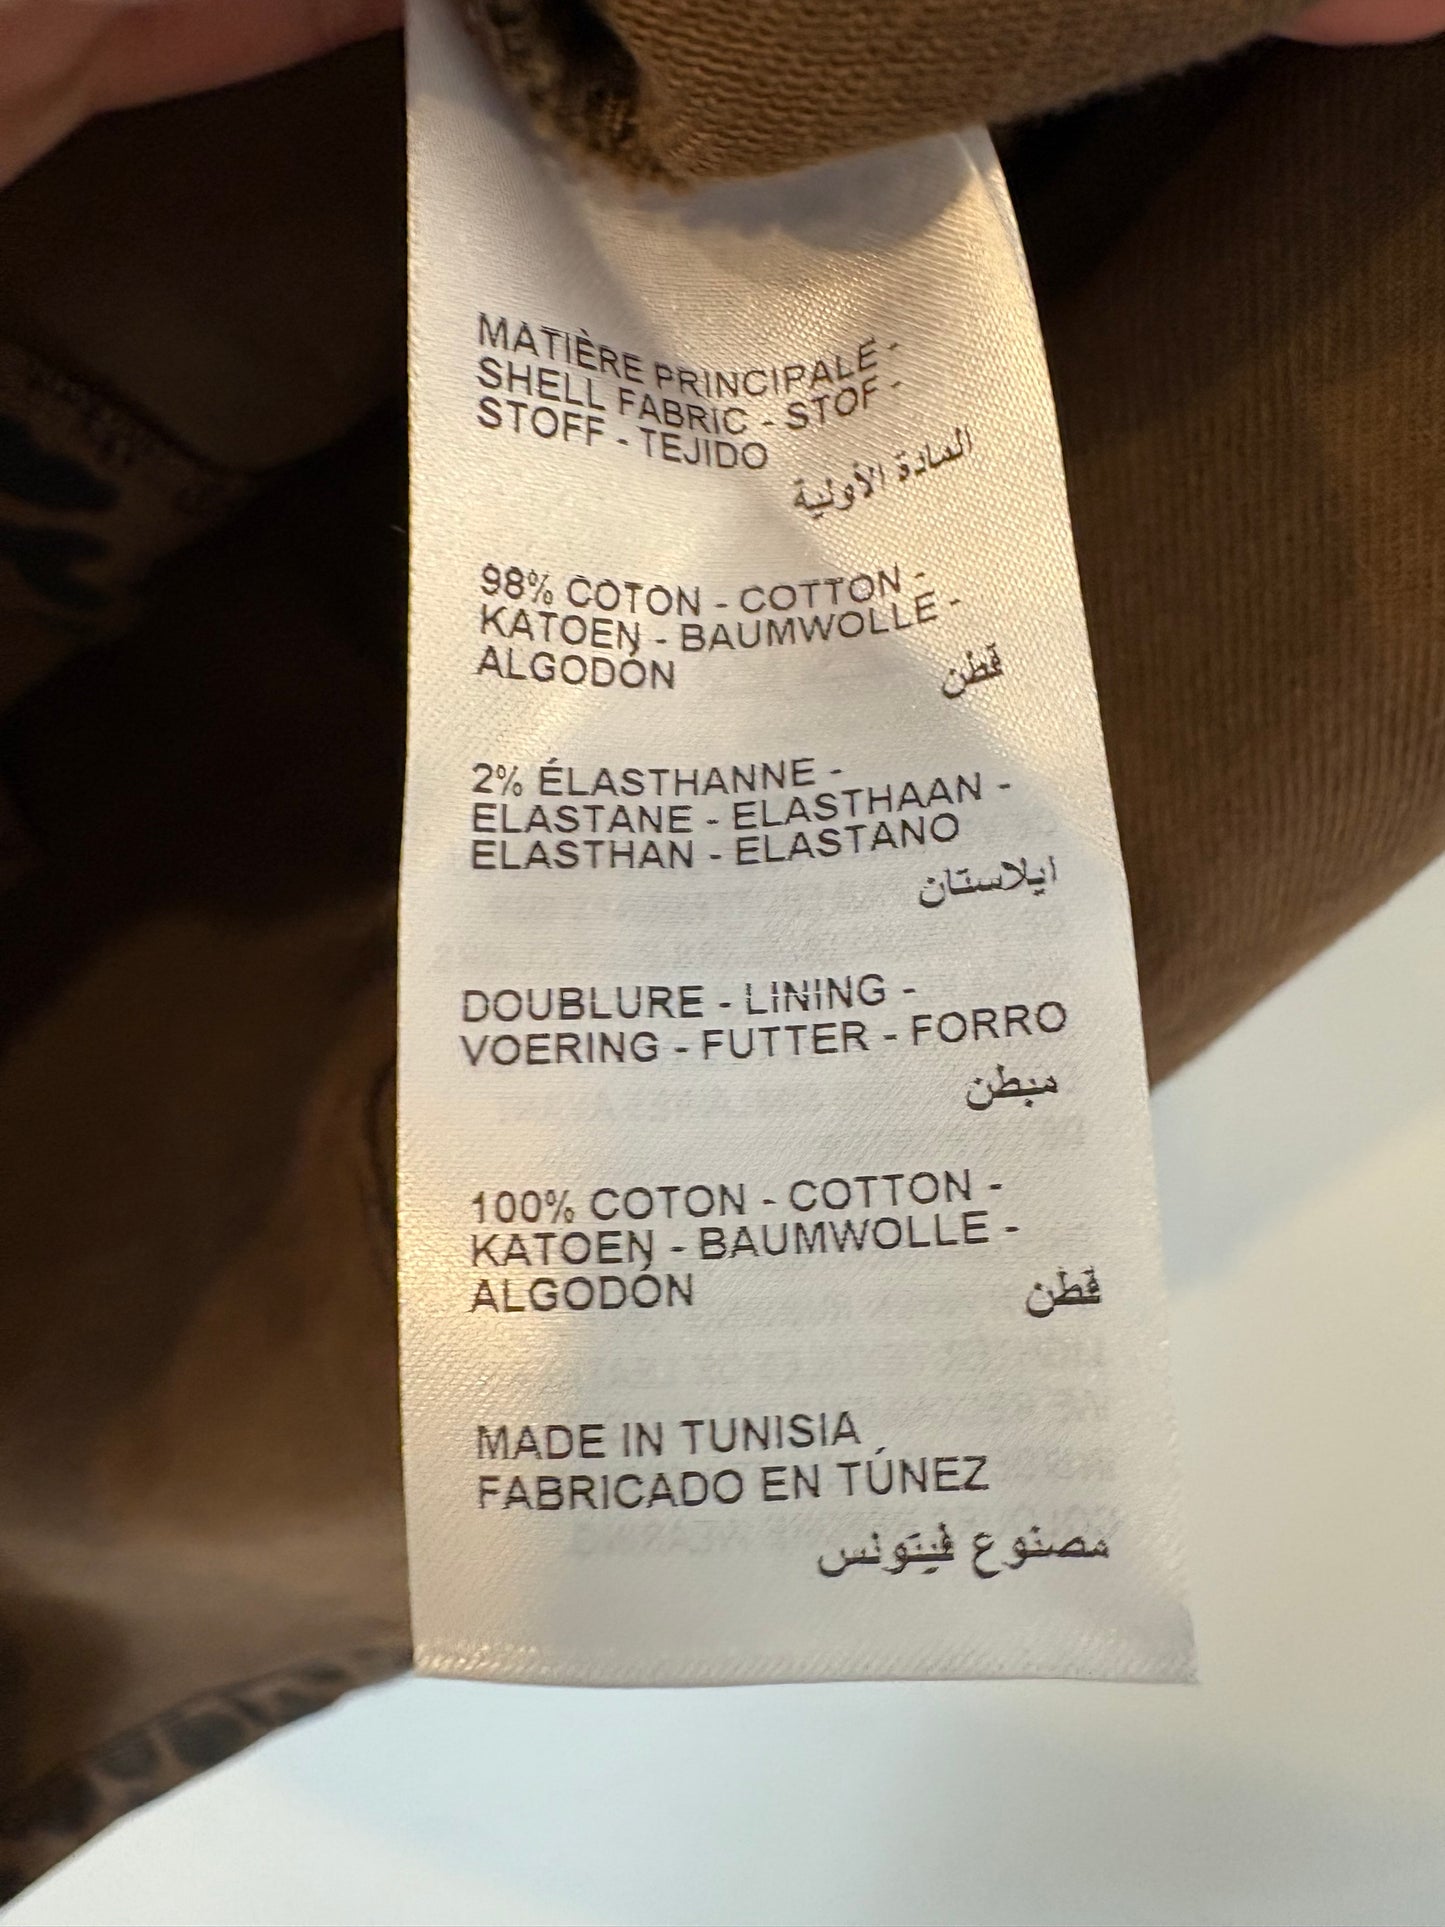 MATIÈRE PRINCIPALE -
SHELL FABRIC - STOF -
STOFF - TEJIDO
المادة الأولية
98% COTON - COTTON -
KATOEN - BAUMWOLLE -
ALGODÓN
قطن
2% ÉLASTHANNE -
ELASTANE - ELASTHAAN -
ELASTHAN - ELASTANO
ايلاستان
DOUBLURE - LINING -
VOERING - FUTTER - FORRO
مبطن
100% COTON - COTTON -
KATOEN - BAUMWOLLE -
ALGODÓN
قطن
MADE IN TUNISIA
FABRICADO EN TÚNEZ
مصنوع فيتونس